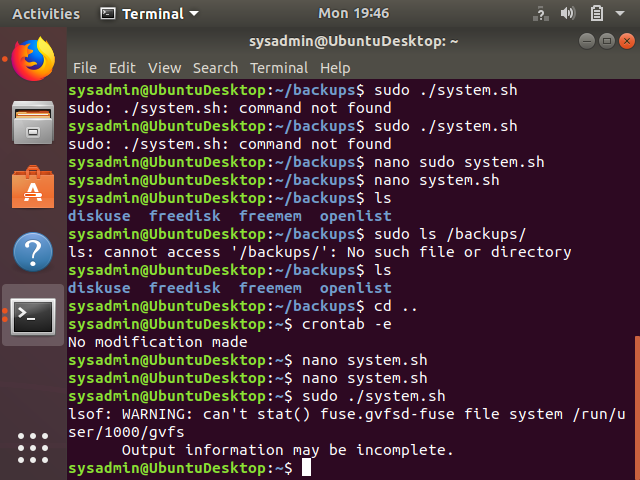 Activities Terminal Mon 19:46
sysadmin@UbuntuDesktop: ~
File Edit View Search Terminal Help
sysadmin@UbuntuDesktop:~/backups$ sudo ./system.sh
sudo: ./system.sh: command not found
sysadmin@UbuntuDesktop:~/backups$ sudo ./system.sh
sudo: ./system.sh: command not found
sysadmin@UbuntuDesktop:~/backups$ nano sudo system.sh
sysadmin@UbuntuDesktop:~/backups$ nano system.sh
sysadmin@UbuntuDesktop:~/backups$ ls
diskuse freedisk freemem openlist
sysadmin@UbuntuDesktop:~/backups$ sudo ls /backups/
ls: cannot access '/backups/': No such file or directory
sysadmin@UbuntuDesktop:~/backups$ ls
diskuse freedisk freemem openlist
sysadmin@UbuntuDesktop:~/backups$ cd ..
sysadmin@UbuntuDesktop:~$ crontab -e
No modification made
sysadmin@UbuntuDesktop:~$ nano system.sh
sysadmin@UbuntuDesktop:~$ nano system.sh
sysadmin@UbuntuDesktop:~$ sudo ./system.sh
lsof: WARNING: can't stat() fuse.gvfsd-fuse file system /run/u
ser/1000/gvfs
Output information may be incomplete.
sysadmin@UbuntuDesktop:~$